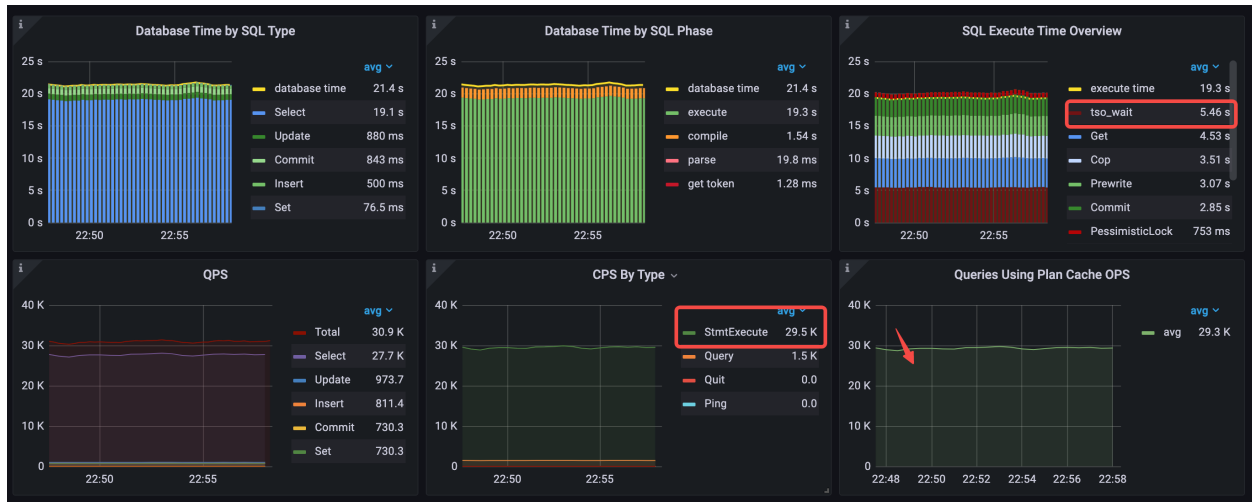 i
Database Time by SQL Type
25 s
20 s
15 s
10 s
5 s
0 s
22:50
22:55
avg
database time 21.4 s
Select 19.1 s
Update 880 ms
Commit 843 ms
Insert 500 ms
Set 76.5 ms
i
Database Time by SQL Phase
25 s
20 s
15 s
10 s
5 s
0 s
22:50
22:55
avg
database time 21.4 s
execute 19.3 s
compile 1.54 s
parse 19.8 ms
get token 1.28 ms
i
SQL Execute Time Overview
25 s
20 s
15 s
10 s
5 s
0 s
22:50
22:55
avg
execute time 19.3 s
tso_wait 5.46 s
Get 4.53 s
Cop 3.51 s
Prewrite 3.07 s
Commit 2.85 s
PessimisticLock 753 ms
i
QPS
40 K
30 K
20 K
10 K
0
22:50
22:55
avg
Total 30.9 K
Select 27.7 K
Update 973.7
Insert 811.4
Commit 730.3
Set 730.3
i
CPS By Type
40 K
30 K
20 K
10 K
0
22:50
22:55
avg
StmtExecute 29.5 K
Query 1.5 K
Quit 0.0
Ping 0.0
i
Queries Using Plan Cache OPS
40 K
30 K
20 K
10 K
0
22:48
22:50
22:52
22:54
22:56
22:58
avg
avg 29.3 K